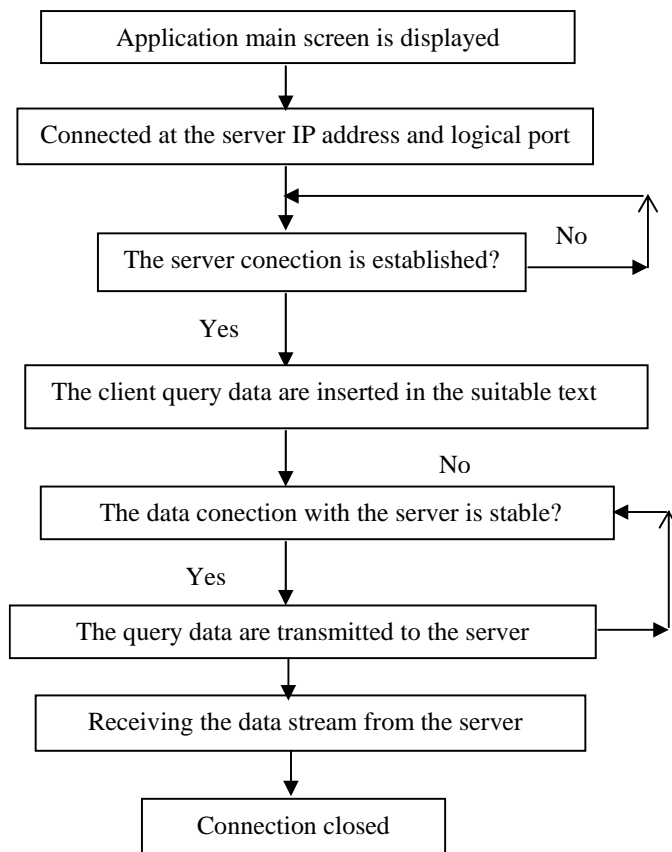 Application main screen is displayed
Connected at the server IP address and logical port
No
The server conection is established?
Yes
The client query data are inserted in the suitable text
No
The data conection with the server is stable?
Yes
The query data are transmitted to the server
Receiving the data stream from the server
Connection closed